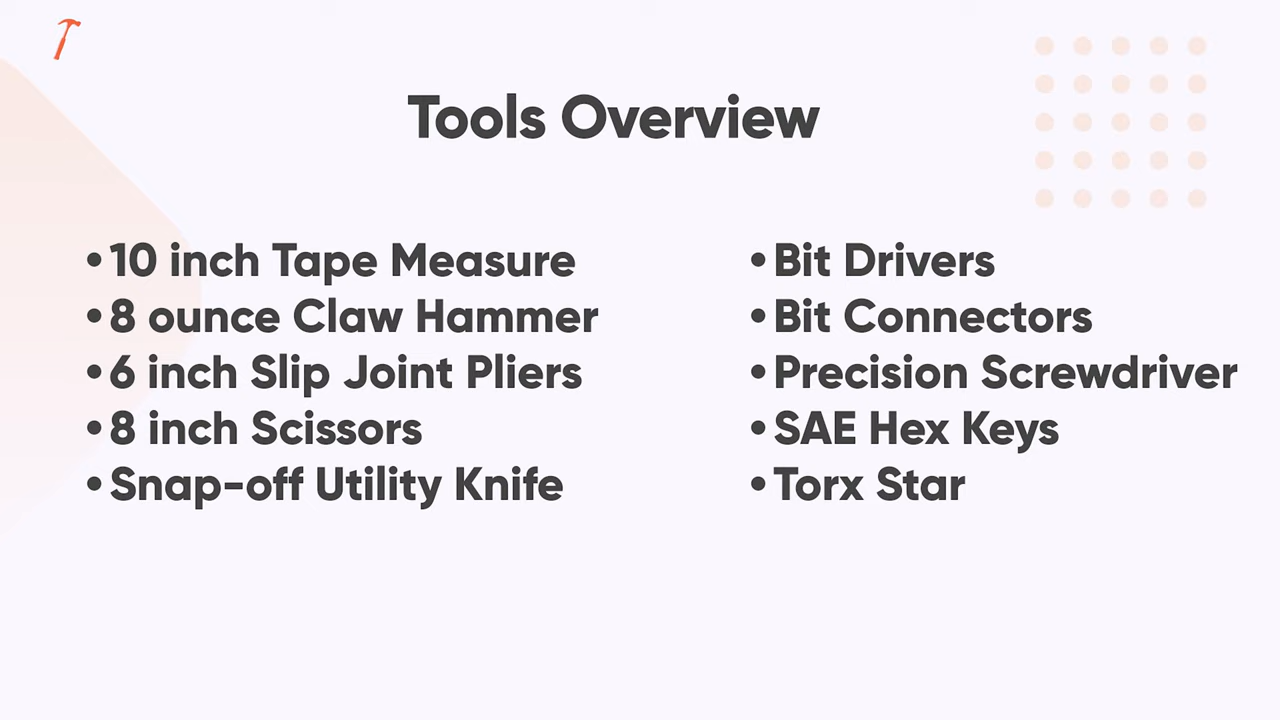 Tools Overview
•10 inch Tape Measure
•8 ounce Claw Hammer
•6 inch Slip Joint Pliers
•8 inch Scissors
•Snap-off Utility Knife
•Bit Drivers
•Bit Connectors
•Precision Screwdriver
•SAE Hex Keys
•Torx Star